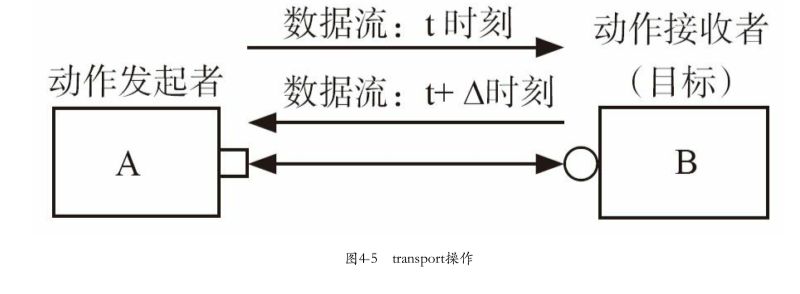 数据流：t 时刻
动作接收者
（目标）
动作发起者
数据流：t+ Δ时刻
A
B
图4-5 transport操作